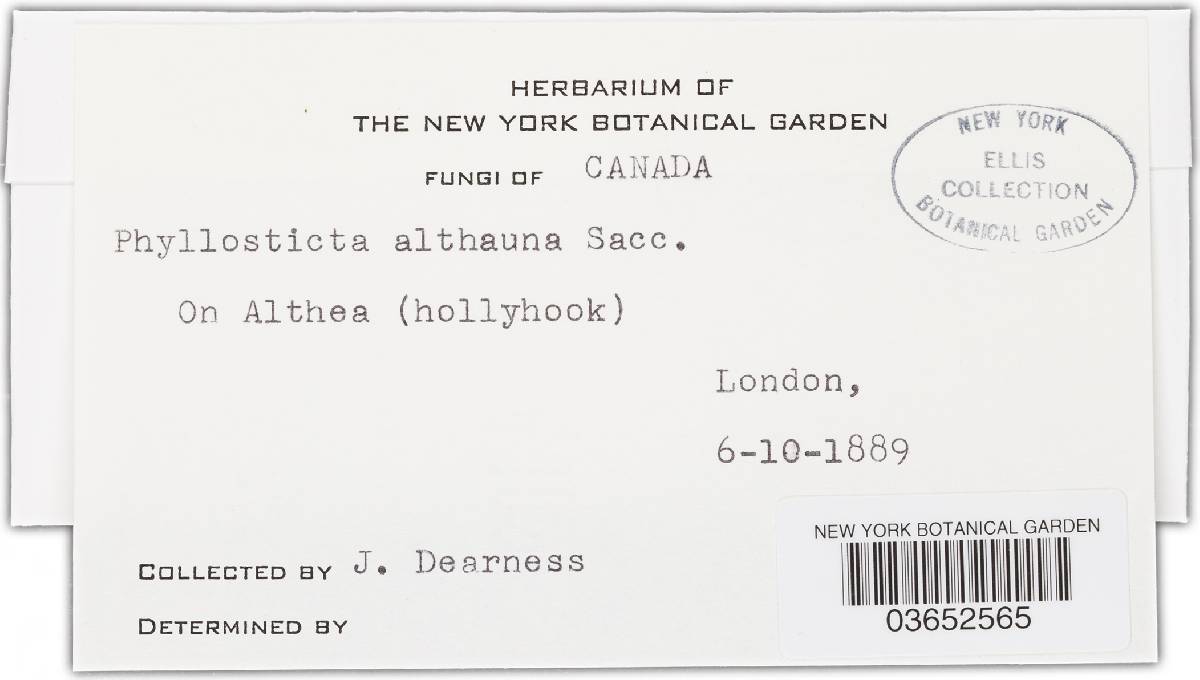 HERBARIUM OF
THE NEW YORK BOTANICAL GARDEN
FUNGI OF CANADA
NEW YORK
ELLIS
COLLECTION
BOTANICAL GARDEN
Phyllosticta althauna Sacc.
On Althea (hollyhook)
London,
6-10-1889
COLLECTED BY J. Dearness
DETERMINED BY
NEW YORK BOTANICAL GARDEN
03652565